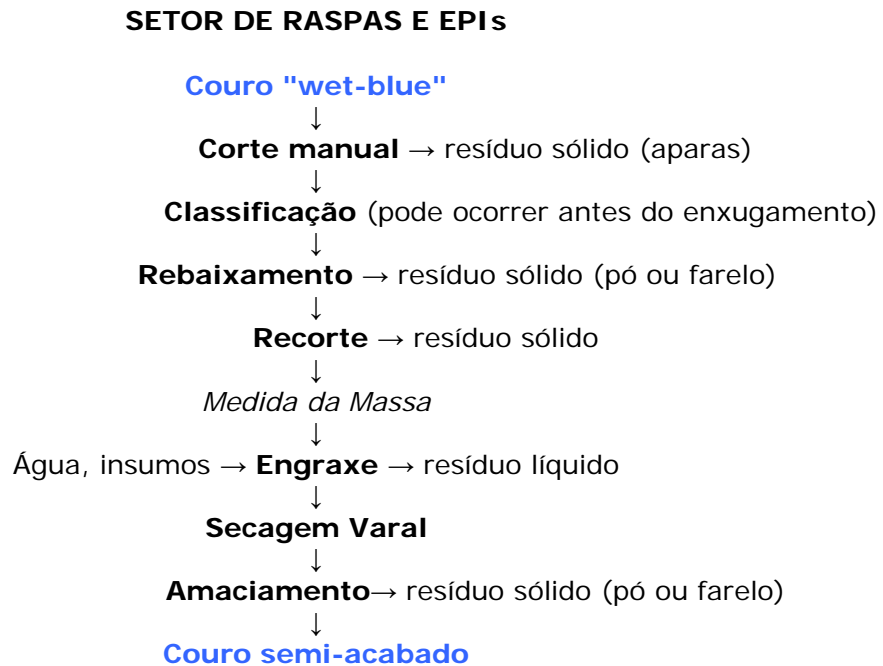 SETOR DE RASPAS E EPIs
Couro "wet-blue"
↓
Corte manual → resíduo sólido (aparas)
↓
Classificação (pode ocorrer antes do enxugamento)
↓
Rebaixamento → resíduo sólido (pó ou farelo)
↓
Recorte → resíduo sólido
↓
Medida da Massa
↓
Água, insumos → Engraxe → resíduo líquido
↓
Secagem Varal
↓
Amaciamento→ resíduo sólido (pó ou farelo)
↓
Couro semi-acabado